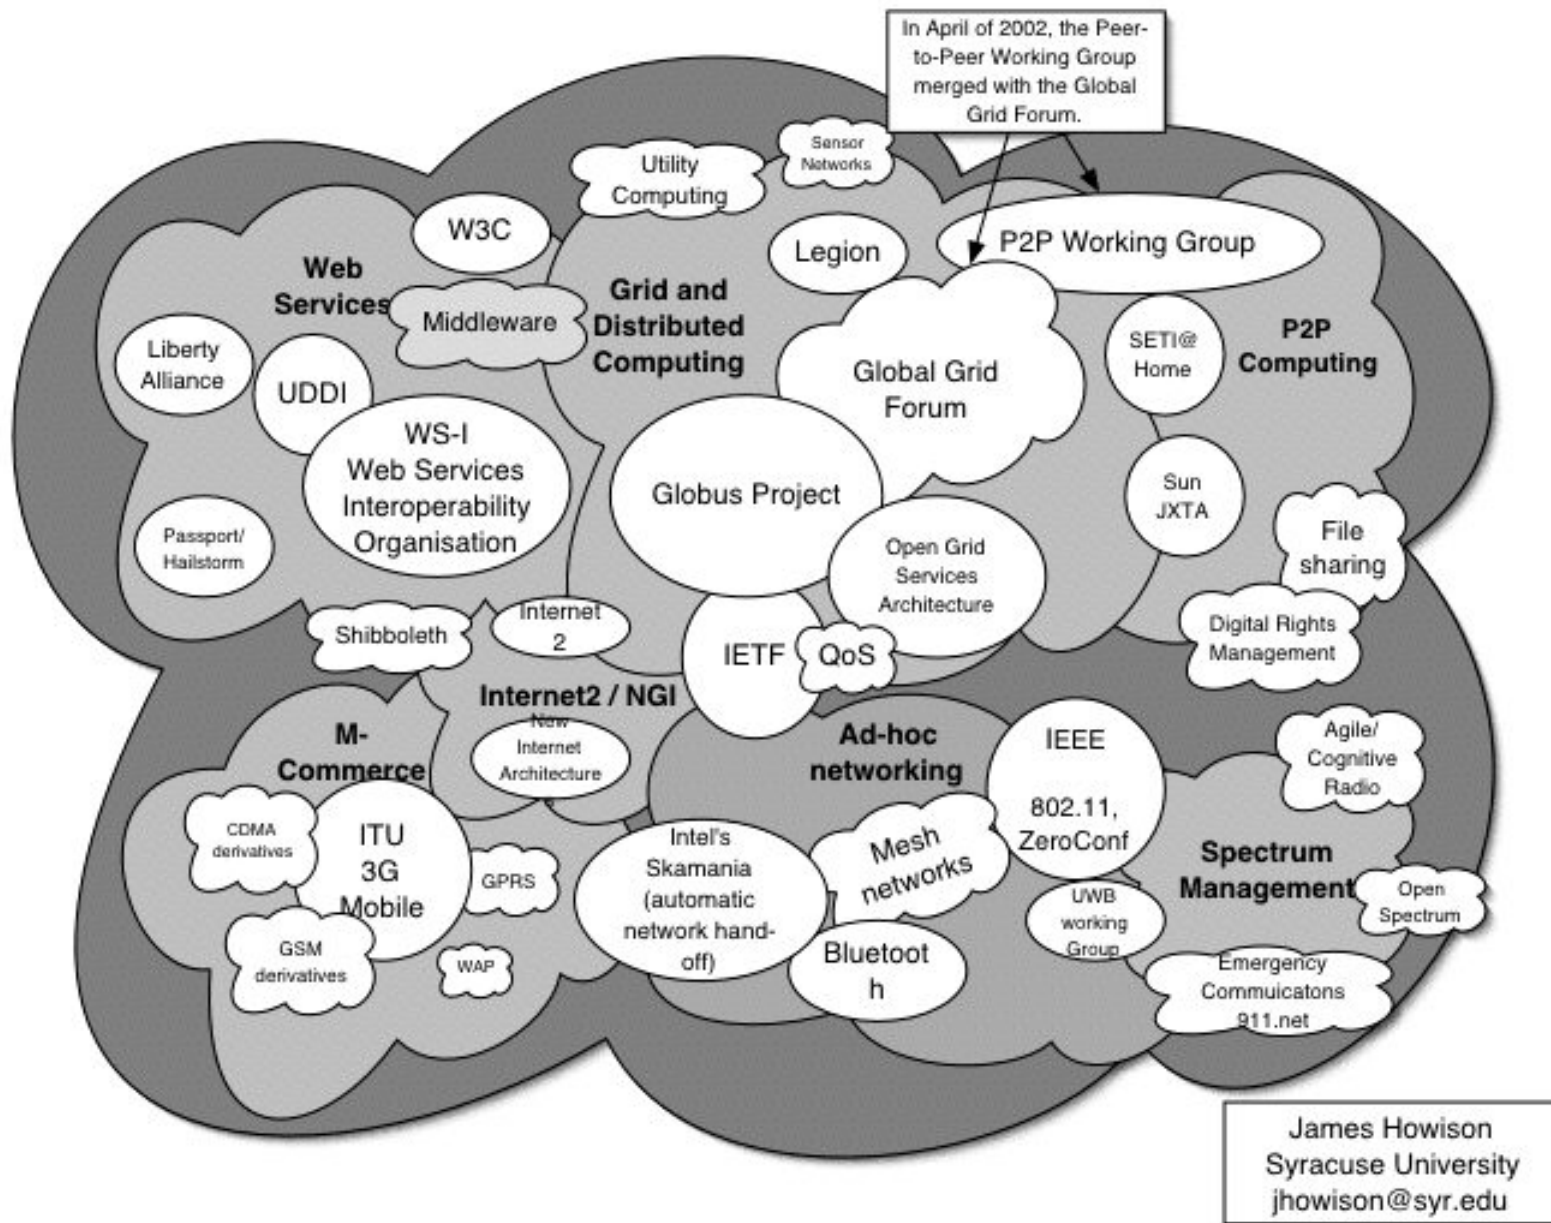 In April of 2002, the Peer-
to-Peer Working Group
merged with the Global
Grid Forum.
Sensor
Networks
Utility
Computing
W3C
Legion
P2P Working Group
Web
Services
Middleware
Grid and
Distributed
Computing
Global Grid
Forum
SETI@
Home
P2P
Computing
Liberty
Alliance
UDDI
WS-I
Web Services
Interoperability
Organisation
Globus Project
Sun
JXTA
Passport/
Hailstorm
Open Grid
Services
Architecture
File
sharing
Shibboleth
Internet
2
IETF
QoS
Digital Rights
Management
Internet2 / NGI
New
Internet
Architecture
M-
Commerce
Ad-hoc
networking
IEEE
802.11,
ZeroConf
Agile/
Cognitive
Radio
CDMA
derivatives
ITU
3G
Mobile
GPRS
Intel's
Skamania
(automatic
network hand-
off)
Mesh
networks
Spectrum
Management
Open
Spectrum
UWB
working
Group
GSM
derivatives
WAP
Bluetoot
h
Emergency
Commuicatons
911.net
James Howison
Syracuse University
jhowison@syr.edu